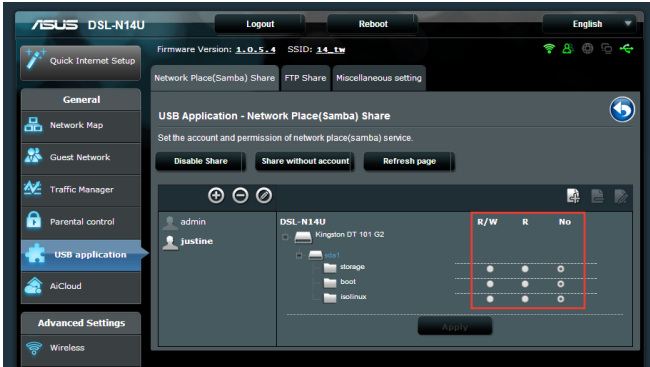 ASUS DSL-N14U Logout Reboot English
Quick Internet Setup
General
Network Map
Guest Network
Traffic Manager
Parental control
USB application
AiCloud
Advanced Settings
Wireless
Firmware Version: 1.0.5.4 SSID: 14_tw
Network Place(Samba) Share FTP Share Miscellaneous setting
USB Application - Network Place(Samba) Share
Set the account and permission of network place(samba) service.
Disable Share Share without account Refresh page
admin
justine
DSL-N14U R/W R No
Kingston DT 101 G2
sda1
storage
boot
isolinux
Apply